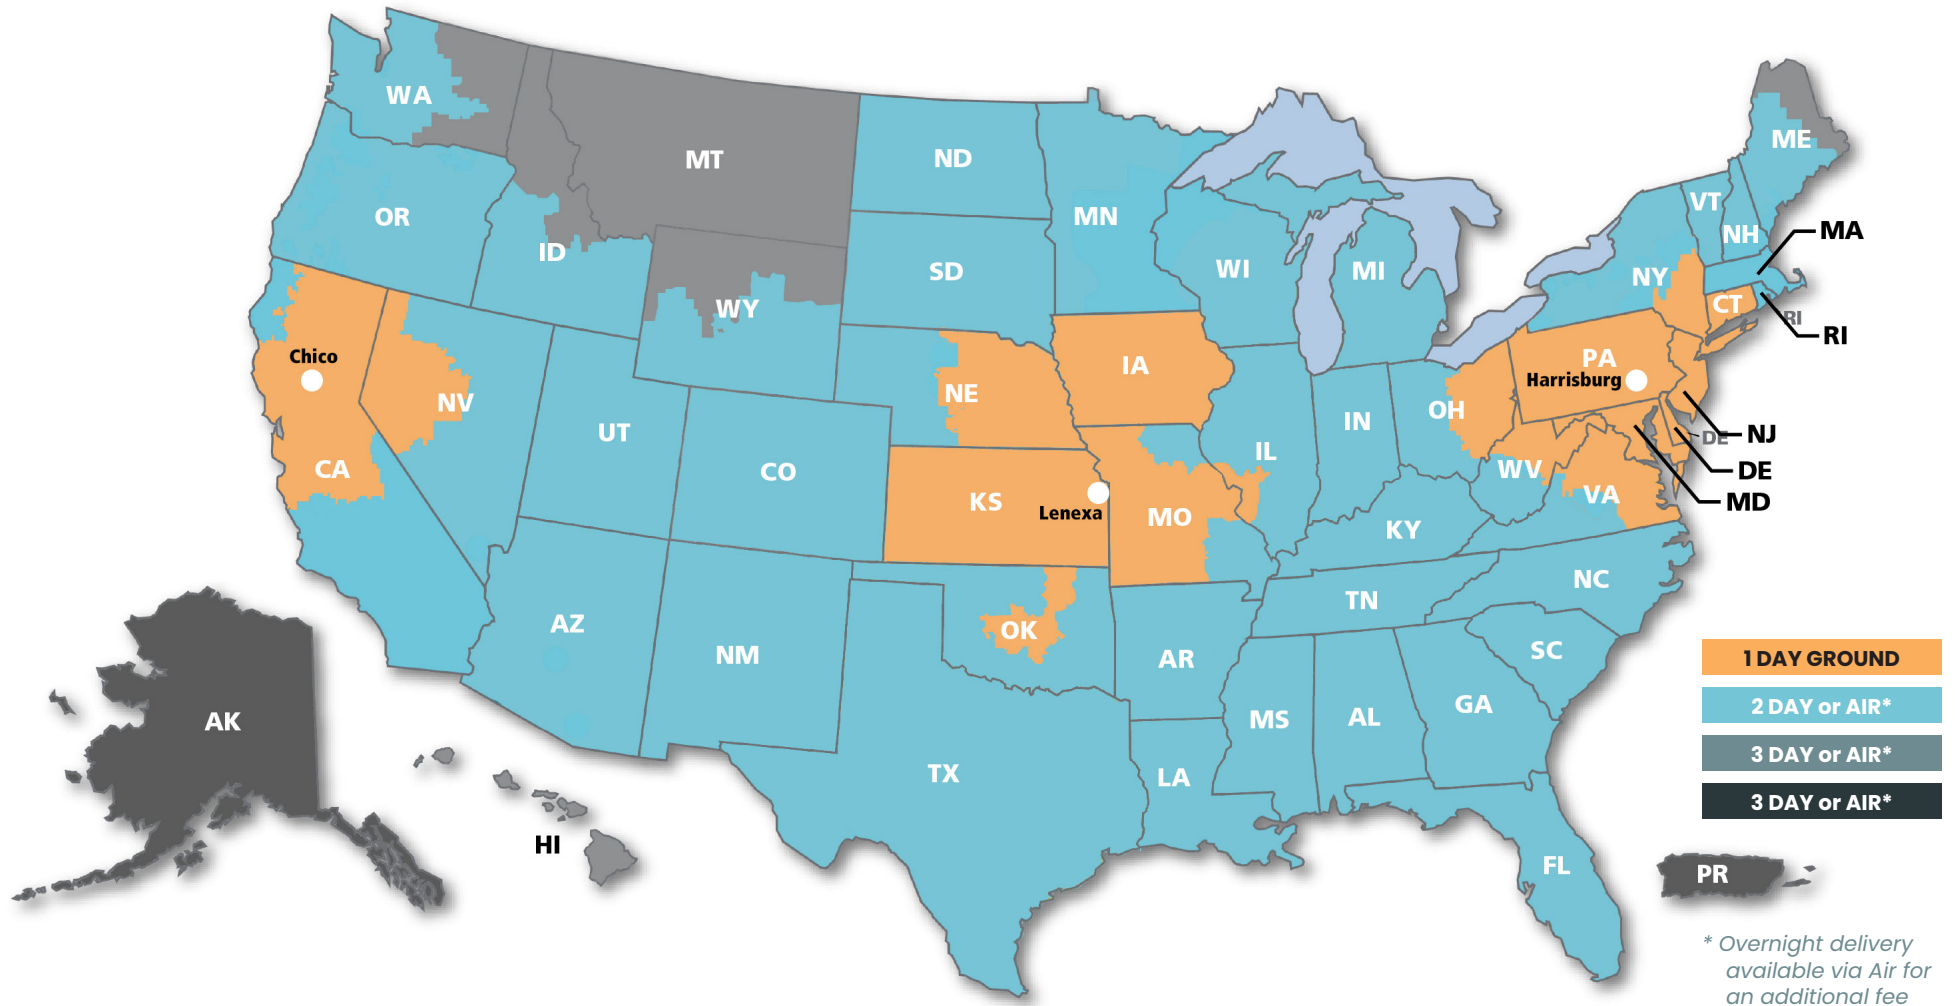 WA
MT
ND
MN
ME
OR
ID
WY
SD
WI
MI
NY
VT
NH
MA
CT
RI
RI
Chico
NV
UT
CO
NE
IA
IL
IN
OH
PA
Harrisburg
NJ
DE
DE
MD
CA
KS
Lenexa
MO
KY
WV
VA
AZ
NM
OK
AR
TN
NC
SC
MS
AL
GA
TX
LA
FL
AK
HI
PR
1 DAY GROUND
2 DAY or AIR*
3 DAY or AIR*
3 DAY or AIR*
* Overnight delivery
available via Air for
an additional fee